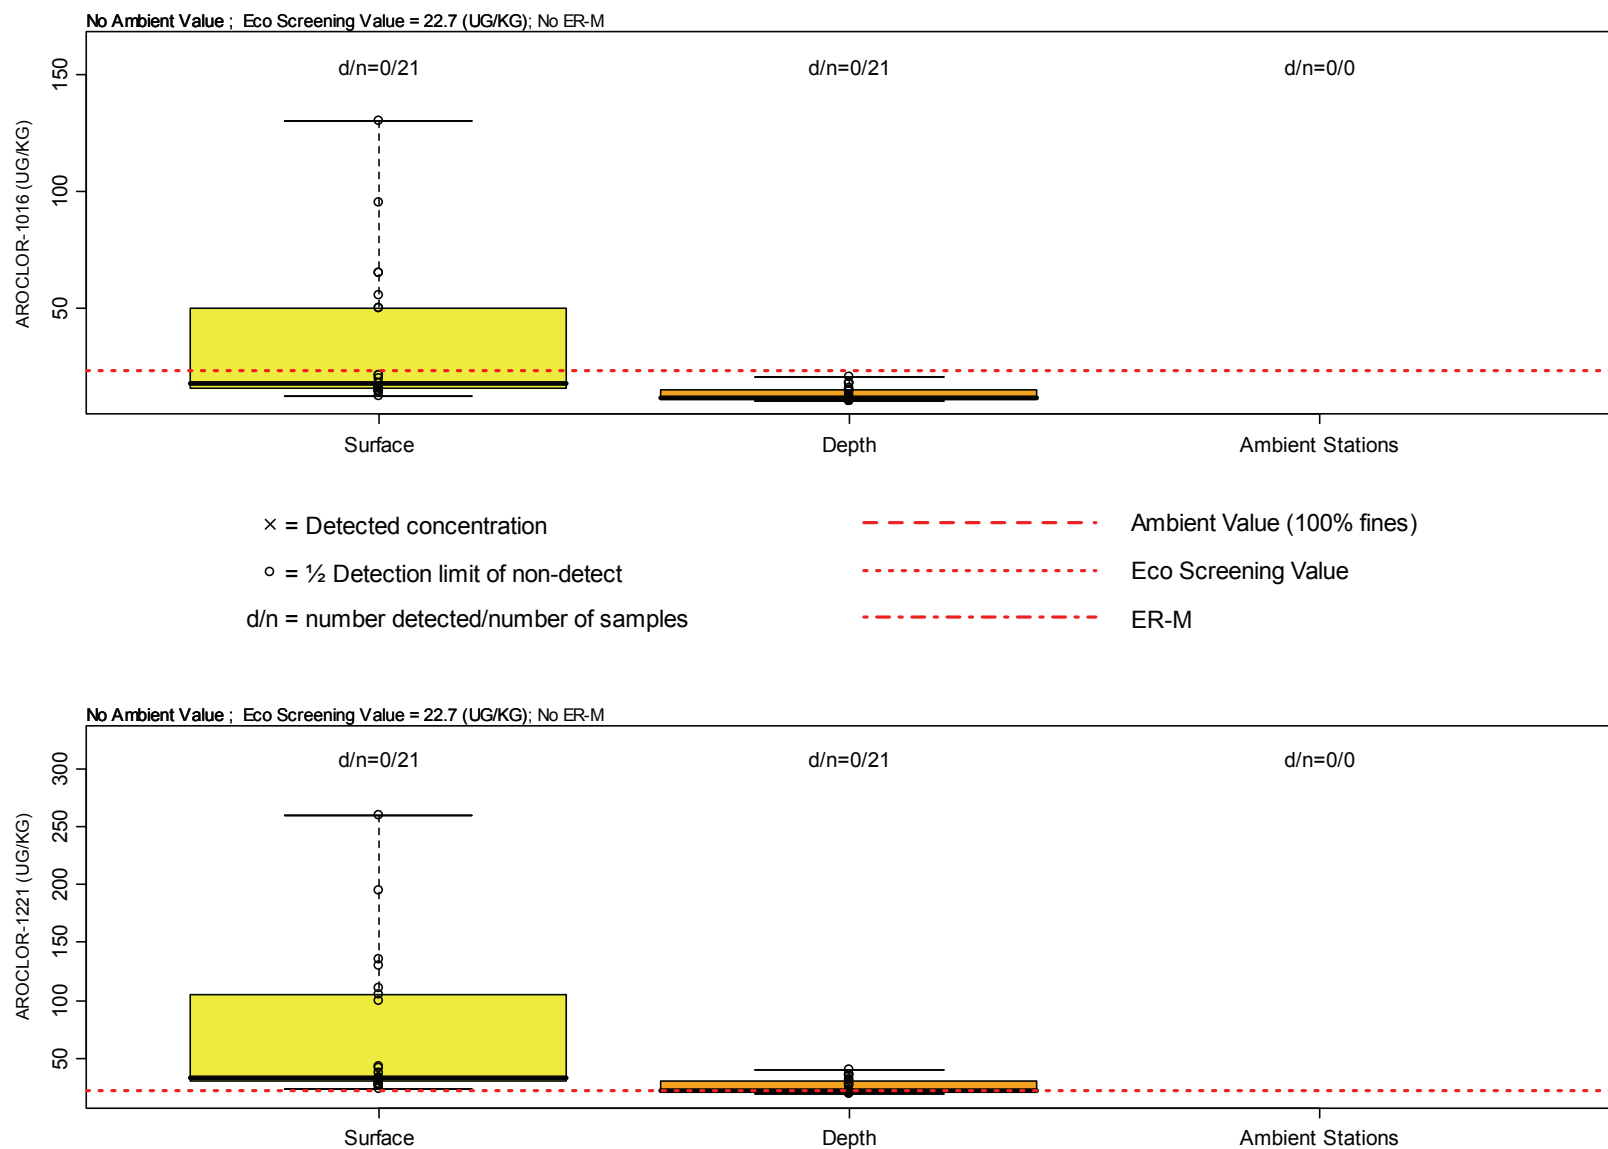 No Ambient Value ;  Eco Screening Value = 22.7 (UG/KG); No ER-M
d/n=0/21
d/n=0/21
d/n=0/0
AROCLOR-1016 (UG/KG)
150
100
50
Surface
Depth
Ambient Stations
× = Detected concentration
Ambient Value (100% fines)
o = ½ Detection limit of non-detect
Eco Screening Value
d/n = number detected/number of samples
ER-M
No Ambient Value ;  Eco Screening Value = 22.7 (UG/KG); No ER-M
d/n=0/21
d/n=0/21
d/n=0/0
AROCLOR-1221 (UG/KG)
300
250
200
150
100
50
Surface
Depth
Ambient Stations